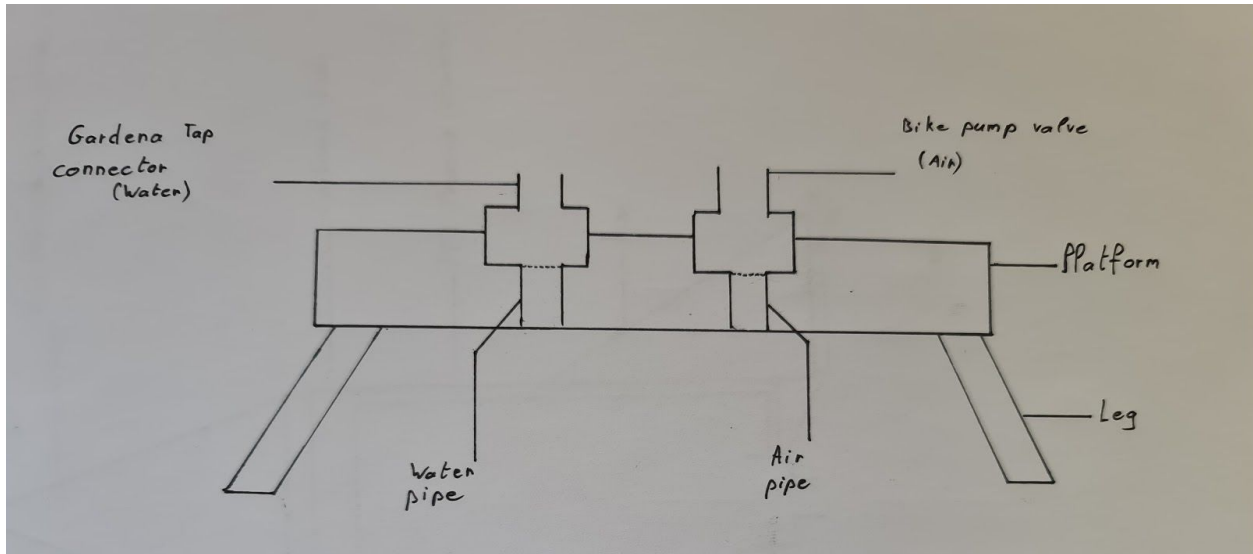 Gardena Tap
connector
(Water)
Bike pump valve
(Air)
Platform
Leg
Water
pipe
Air
pipe